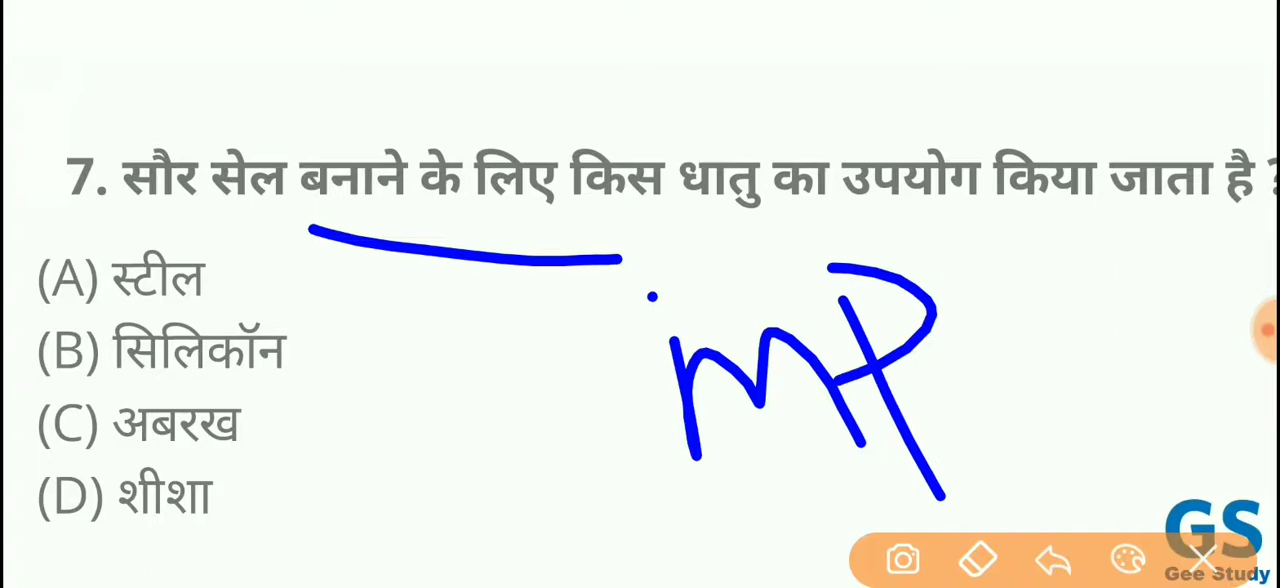 7. सौर सेल बनाने के लिए किस धातु का उपयोग किया जाता है ?
(A) स्टील
(B) सिलिकॉन
(C) अबरख
(D) शीशा
imp
GS
Gee Study